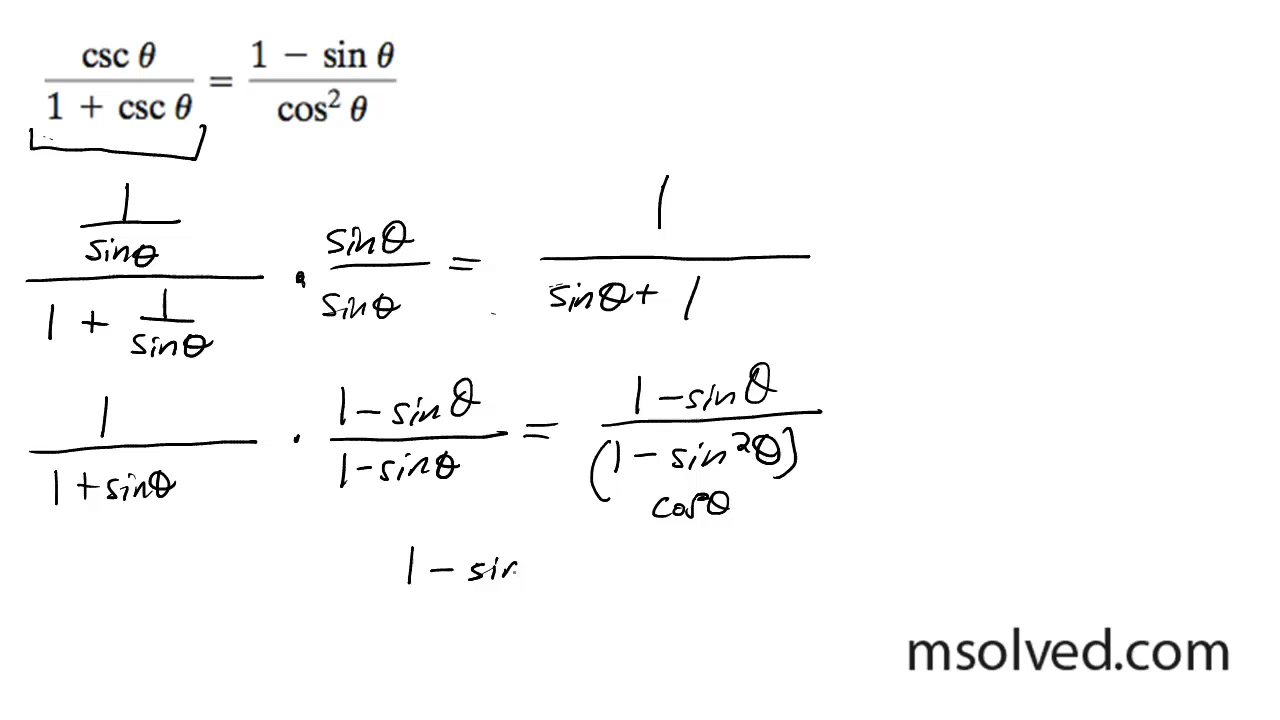 csc θ / 1 + csc θ = 1 − sin θ / cos² θ
1/sinθ / 1 + 1/sinθ · sinθ/sinθ = 1 / sinθ + 1
1 / 1 + sinθ · 1 − sinθ / 1 − sinθ = 1 − sinθ / (1 − sin²θ)
cos²θ
1 − sin
msolved.com